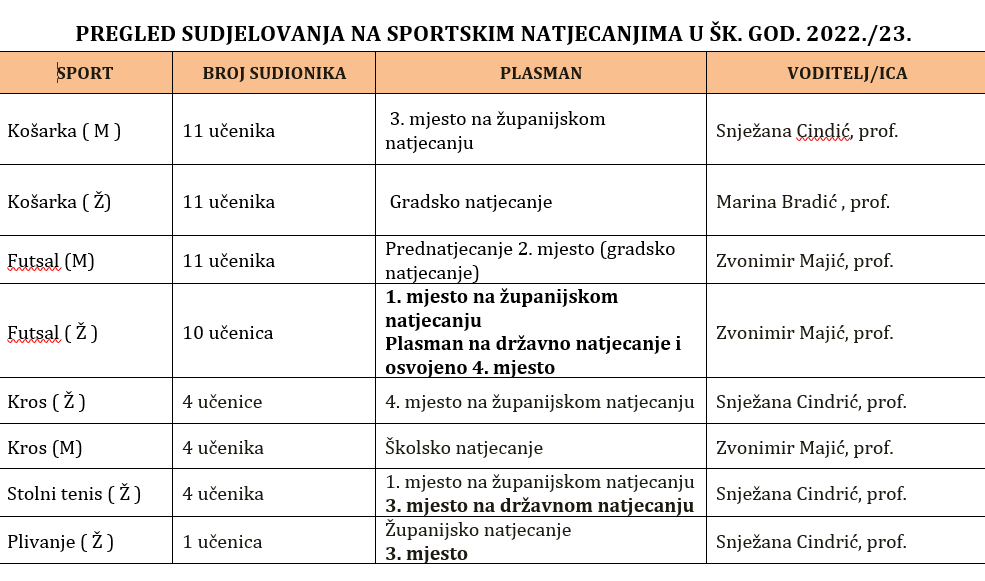 PREGLED SUDJELOVANJA NA SPORTSKIM NATJECANJIMA U ŠK. GOD. 2022./23.
SPORT BROJ SUDIONIKA PLASMAN VODITELJ/ICA
Košarka ( M ) 11 učenika 3. mjesto na županijskom
natjecanju Snježana Cindić, prof.
Košarka ( Ž) 11 učenika Gradsko natjecanje Marina Bradić , prof.
Futsal (M) 11 učenika Prednatjecanje 2. mjesto (gradsko
natjecanje) Zvonimir Majić, prof.
Futsal ( Ž ) 10 učenica 1. mjesto na županijskom
natjecanju
Plasman na državno natjecanje i
osvojeno 4. mjesto Zvonimir Majić, prof.
Kros ( Ž ) 4 učenice 4. mjesto na županijskom natjecanju Snježana Cindrić, prof.
Kros (M) 4 učenika Školsko natjecanje Zvonimir Majić, prof.
Stolni tenis ( Ž ) 4 učenika 1. mjesto na županijskom natjecanju
3. mjesto na državnom natjecanju Snježana Cindrić, prof.
Plivanje ( Ž ) 1 učenica Županijsko natjecanje
3. mjesto Snježana Cindrić, prof.